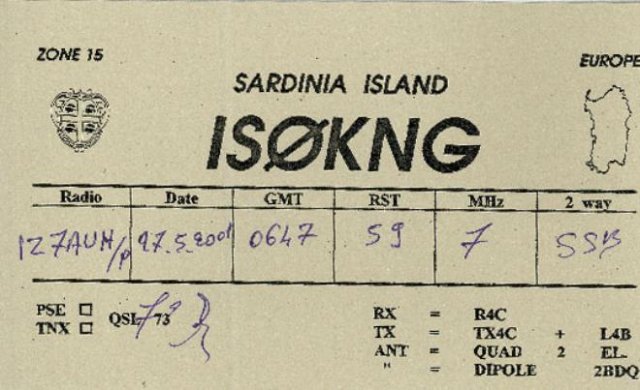 ZONE 15
EUROPE
SARDINIA ISLAND
ISØKNG
Radio Date GMT RST MHz 2 way
IZ7AUH/P 27.5.2001 0647 59 7 SSB
PSE □ QSL 73
TNX □
RX = R4C
TX = TX4C + L4B
ANT = QUAD 2 EL.
" = DIPOLE 2BDQ